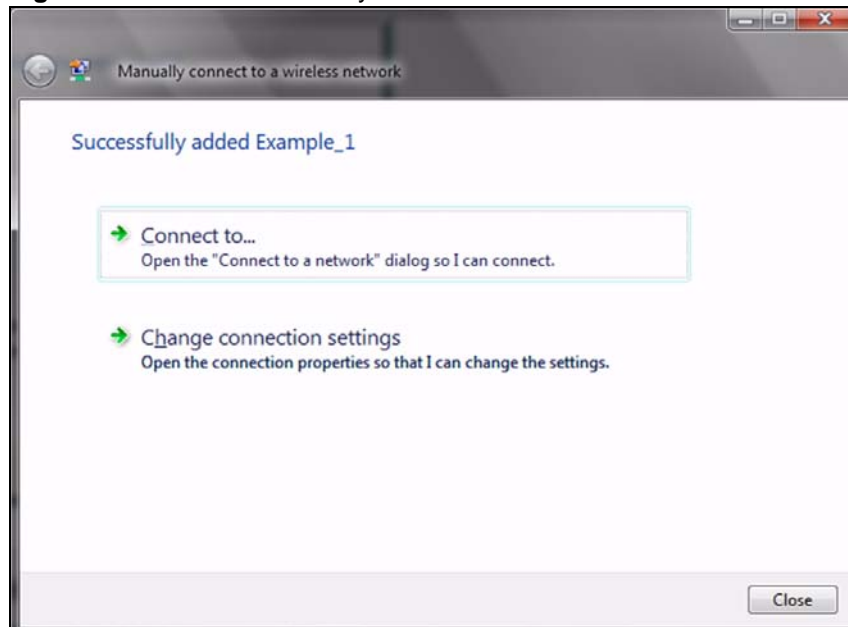 Manually connect to a wireless network
Successfully added Example_1
Connect to...
Open the "Connect to a network" dialog so I can connect.
Change connection settings
Open the connection properties so that I can change the settings.
Close